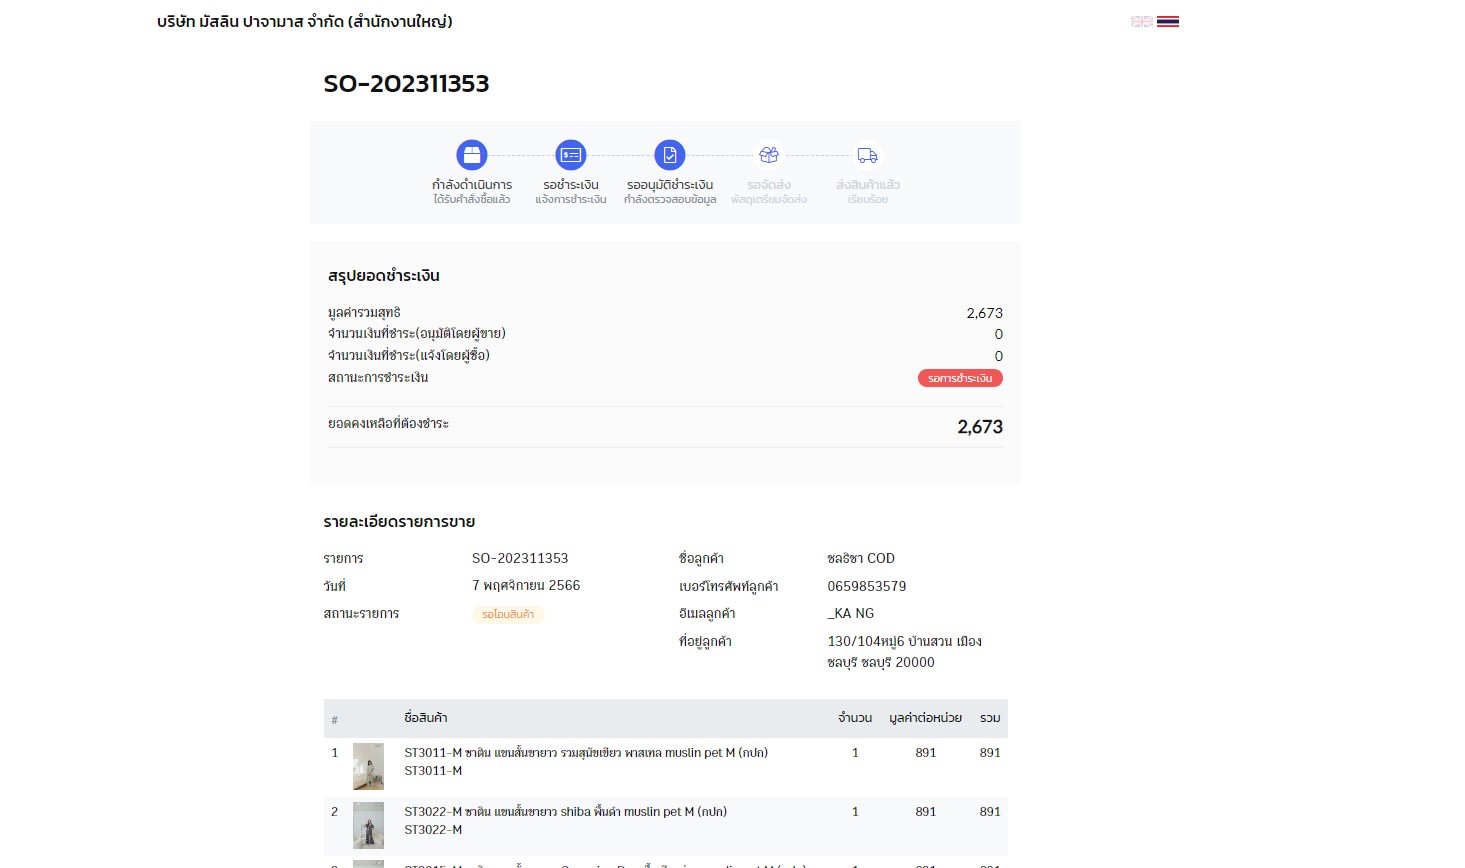 บริษัท มัสลิน ปาจามาส จำกัด (สำนักงานใหญ่)
SO-202311353
กำลังดำเนินการ
ได้รับคำสั่งซื้อแล้ว
รอชำระเงิน
แจ้งการชำระเงิน
รออนุมัติชำระเงิน
กำลังตรวจสอบข้อมูล
รอจัดส่ง
พัสดุเตรียมจัดส่ง
ส่งสินค้าแล้ว
เรียบร้อย
สรุปยอดชำระเงิน
มูลค่ารวมสุทธิ 2,673
จำนวนเงินที่ชำระ(อนุมัติโดยผู้ขาย) 0
จำนวนเงินที่ชำระ(แจ้งโดยผู้ซื้อ) 0
สถานะการชำระเงิน รอการชำระเงิน
ยอดคงเหลือที่ต้องชำระ 2,673
รายละเอียดรายการขาย
รายการ SO-202311353
วันที่ 7 พฤศจิกายน 2566
สถานะรายการ รอโอนสินค้า
ชื่อลูกค้า ชลธิชา COD
เบอร์โทรศัพท์ลูกค้า 0659853579
อีเมลลูกค้า _KA NG
ที่อยู่ลูกค้า 130/104หมู่6 บ้านสวน เมือง
ชลบุรี ชลบุรี 20000
# ชื่อสินค้า จำนวน มูลค่าต่อหน่วย รวม
1 ST3011-M ซาติน แขนสั้นขายาว รวมสุนัขเขียว พาสเทล muslin pet M (กปก) 1 891 891
ST3011-M
2 ST3022-M ซาติน แขนสั้นขายาว shiba พื้นดำ muslin pet M (กปก) 1 891 891
ST3022-M